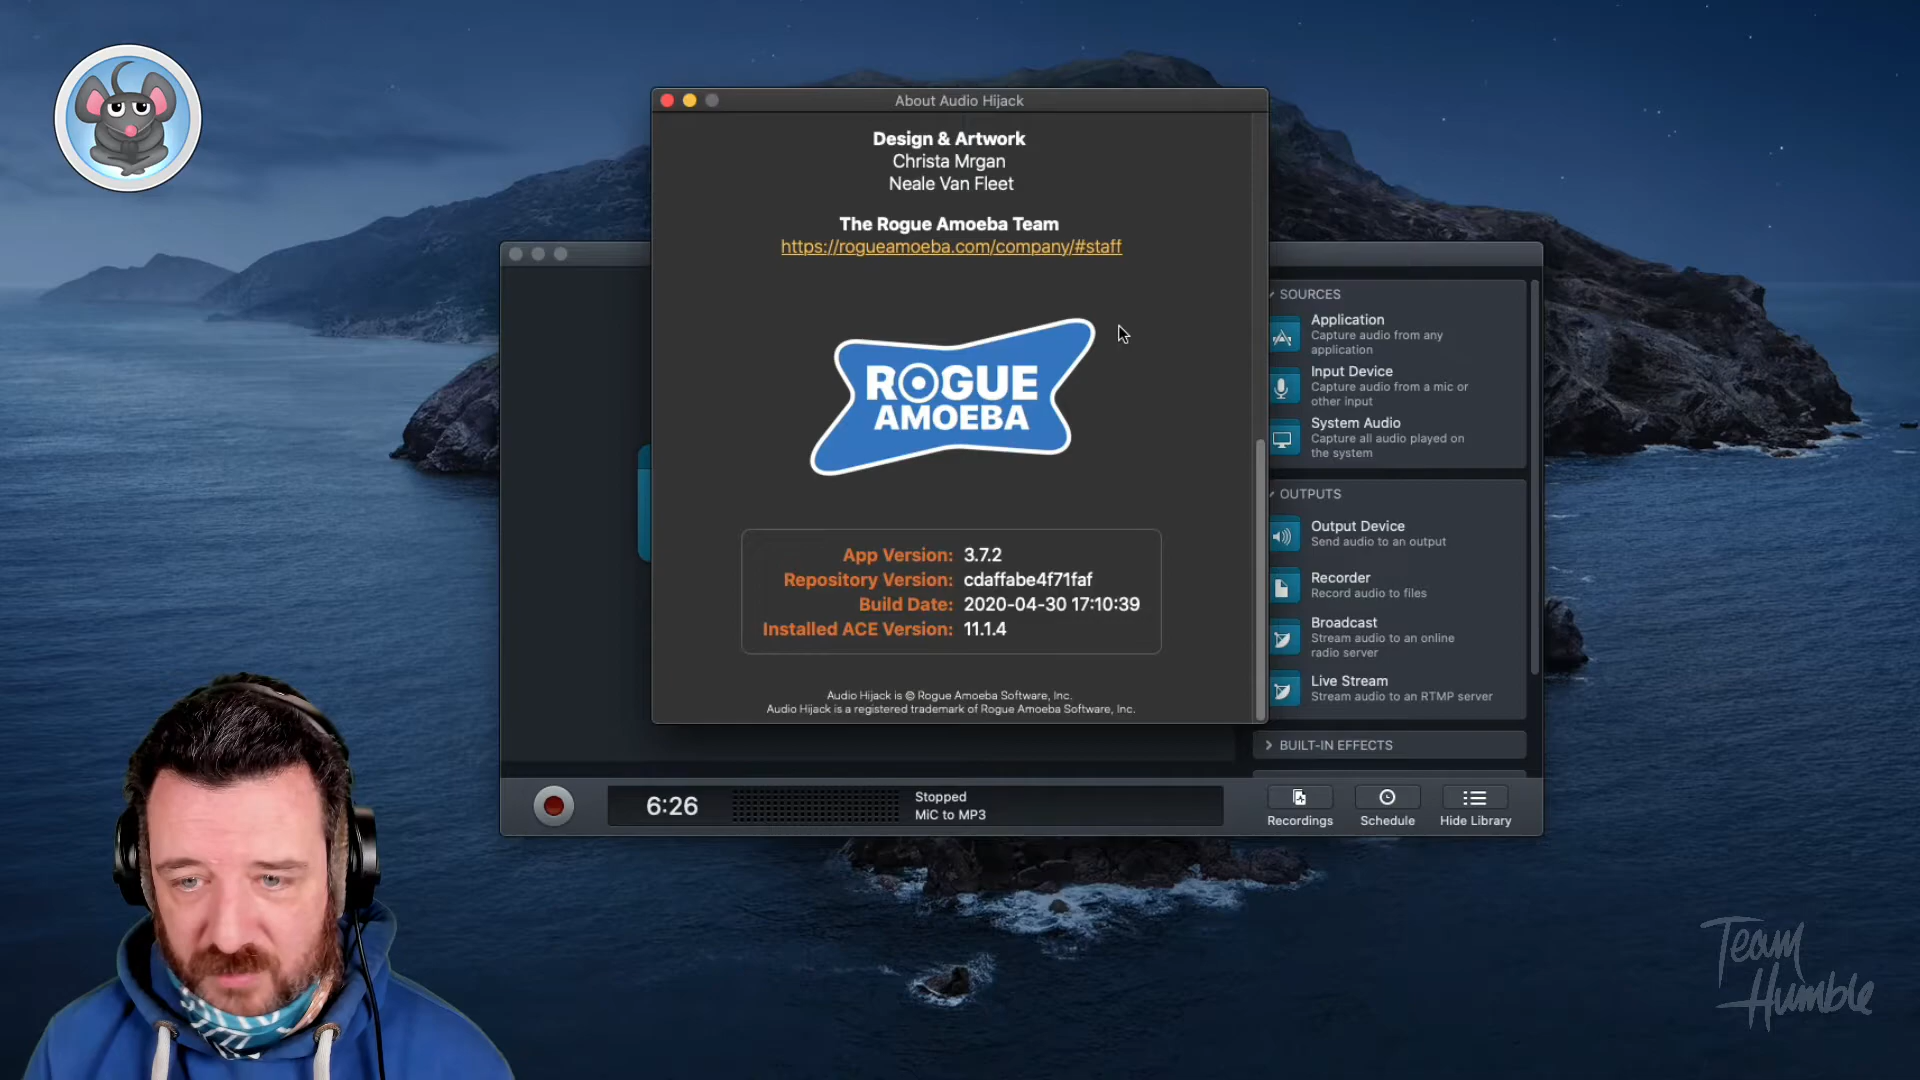 About Audio Hijack
Design & Artwork
Christa Mrgan
Neale Van Fleet
The Rogue Amoeba Team
https://rogueamoeba.com/company/#staff
ROGUE
AMOEBA
App Version: 3.7.2
Repository Version: cdaffabe4f71faf
Build Date: 2020-04-30 17:10:39
Installed ACE Version: 11.1.4
Audio Hijack is © Rogue Amoeba Software, Inc.
Audio Hijack is a registered trademark of Rogue Amoeba Software, Inc.
SOURCES
Application
Capture audio from any
application
Input Device
Capture audio from a mic or
other input
System Audio
Capture all audio played on
the system
OUTPUTS
Output Device
Send audio to an output
Recorder
Record audio to files
Broadcast
Stream audio to an online
radio server
Live Stream
Stream audio to an RTMP server
BUILT-IN EFFECTS
6:26
Stopped
MiC to MP3
Recordings
Schedule
Hide Library
Team
Humble